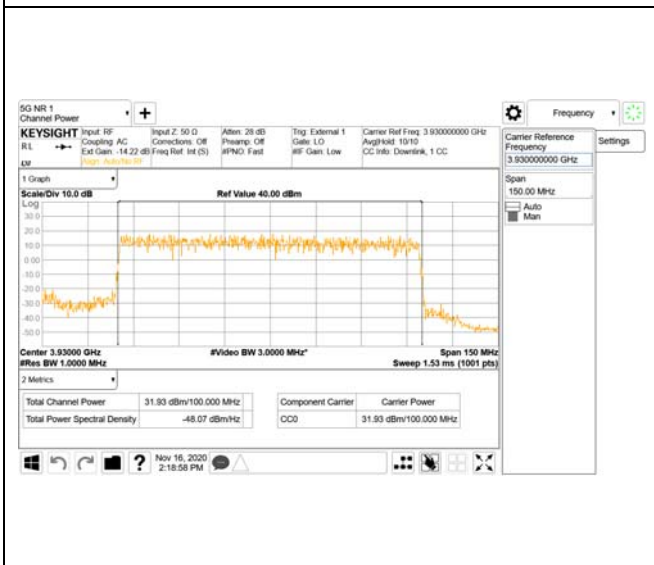 5G NR 1
Channel Power
KEYSIGHT
RL
Input: RF
Coupling: AC
Ext Gain: -14.22 dB
Align: Auto/No RF
Input Z: 50 Ω
Corrections: Off
Freq Ref: Int (S)
Atten: 28 dB
Preamp: Off
#PNO: Fast
Trig: External 1
Gate: LO
#IF Gain: Low
Carrier Ref Freq: 3.930000000 GHz
Avg|Hold: 10/10
CC Info: Downlink, 1 CC
Frequency
Settings
Carrier Reference
Frequency
3.930000000 GHz
Span
150.00 MHz
Auto
Man
1 Graph
Scale/Div 10.0 dB
Ref Value 40.00 dBm
Log
30.0
20.0
10.0
0.00
-10.0
-20.0
-30.0
-40.0
-50.0
Center 3.93000 GHz
#Video BW 3.0000 MHz*
Span 150 MHz
#Res BW 1.0000 MHz
Sweep 1.53 ms (1001 pts)
2 Metrics
Total Channel Power 31.93 dBm/100.000 MHz
Total Power Spectral Density -48.07 dBm/Hz
Component Carrier Carrier Power
CC0 31.93 dBm/100.000 MHz
?
Nov 16, 2020
2:18:58 PM